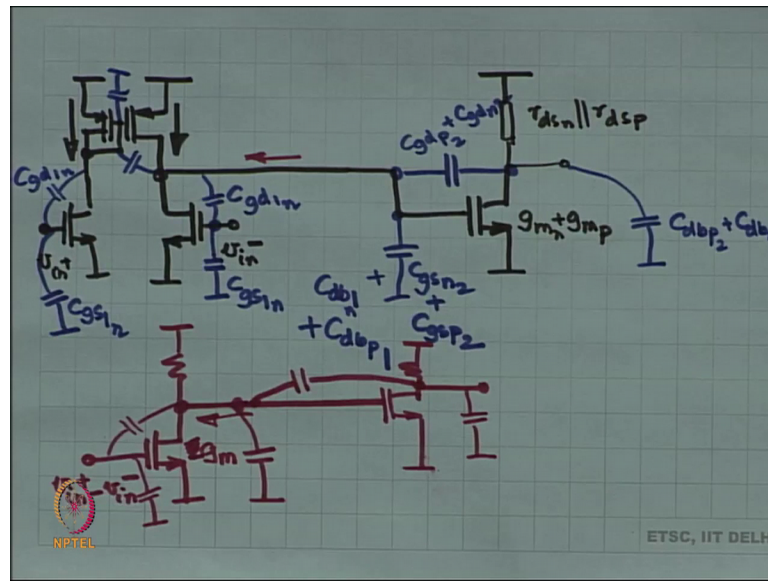 Cgdp2 + Cgdn
rdsn || rdsp
Cgd1n
Cgd1n
gmn + gmp
vin+
vin-
Cdbp2 + Cdb
Cgs1n
Cgs1n
Cdb1n + Cgsn2
+ Cdbp1 + Cgsp2
gm
vin+ - vin-
NPTEL
ETSC, IIT DELH